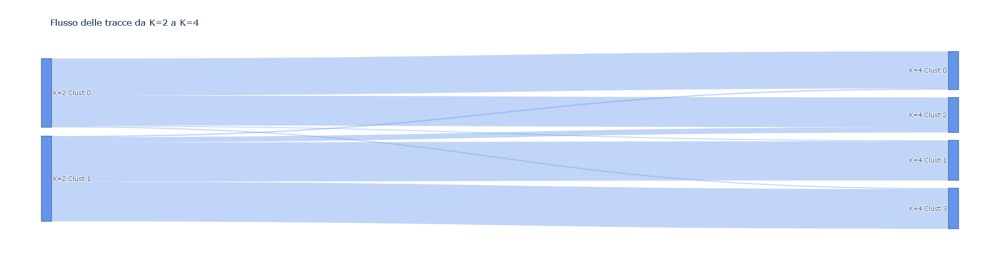 Flusso delle tracce da K=2 a K=4
K=2 Clust 0
K=2 Clust 1
K=4 Clust 0
K=4 Clust 2
K=4 Clust 1
K=4 Clust 3